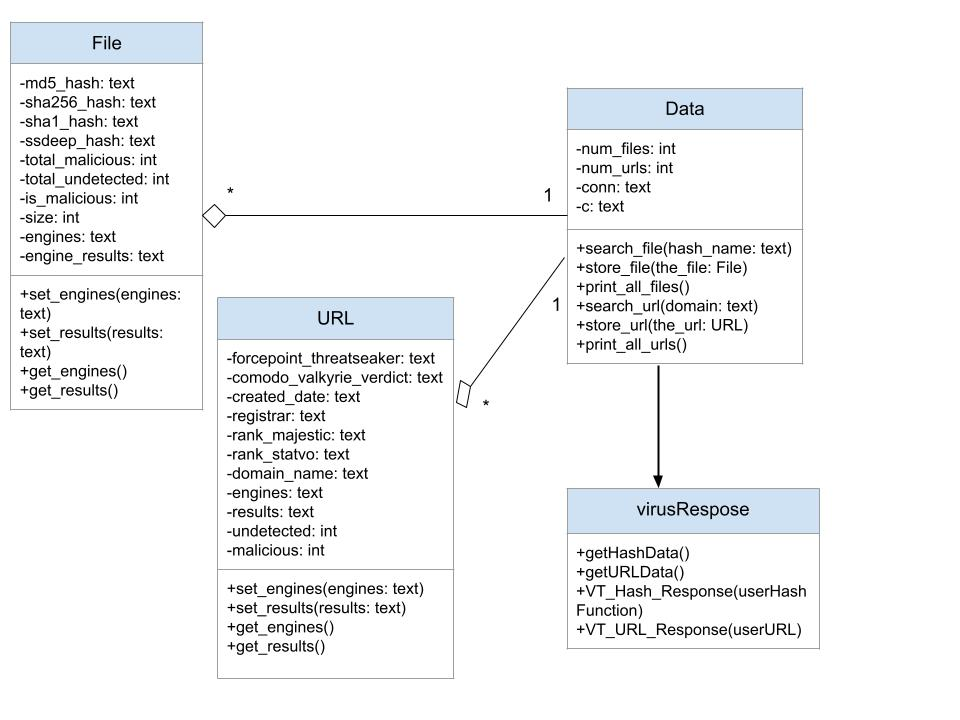 File
-md5_hash: text
-sha256_hash: text
-sha1_hash: text
-ssdeep_hash: text
-total_malicious: int
-total_undetected: int
-is_malicious: int
-size: int
-engines: text
-engine_results: text
+set_engines(engines:
text)
+set_results(results:
text)
+get_engines()
+get_results()
*
1
Data
-num_files: int
-num_urls: int
-conn: text
-c: text
+search_file(hash_name: text)
+store_file(the_file: File)
+print_all_files()
+search_url(domain: text)
+store_url(the_url: URL)
+print_all_urls()
1
*
URL
-forcepoint_threatseaker: text
-comodo_valkyrie_verdict: text
-created_date: text
-registrar: text
-rank_majestic: text
-rank_statvo: text
-domain_name: text
-engines: text
-results: text
-undetected: int
-malicious: int
+set_engines(engines: text)
+set_results(results: text)
+get_engines()
+get_results()
virusRespose
+getHashData()
+getURLData()
+VT_Hash_Response(userHash
Function)
+VT_URL_Response(userURL)